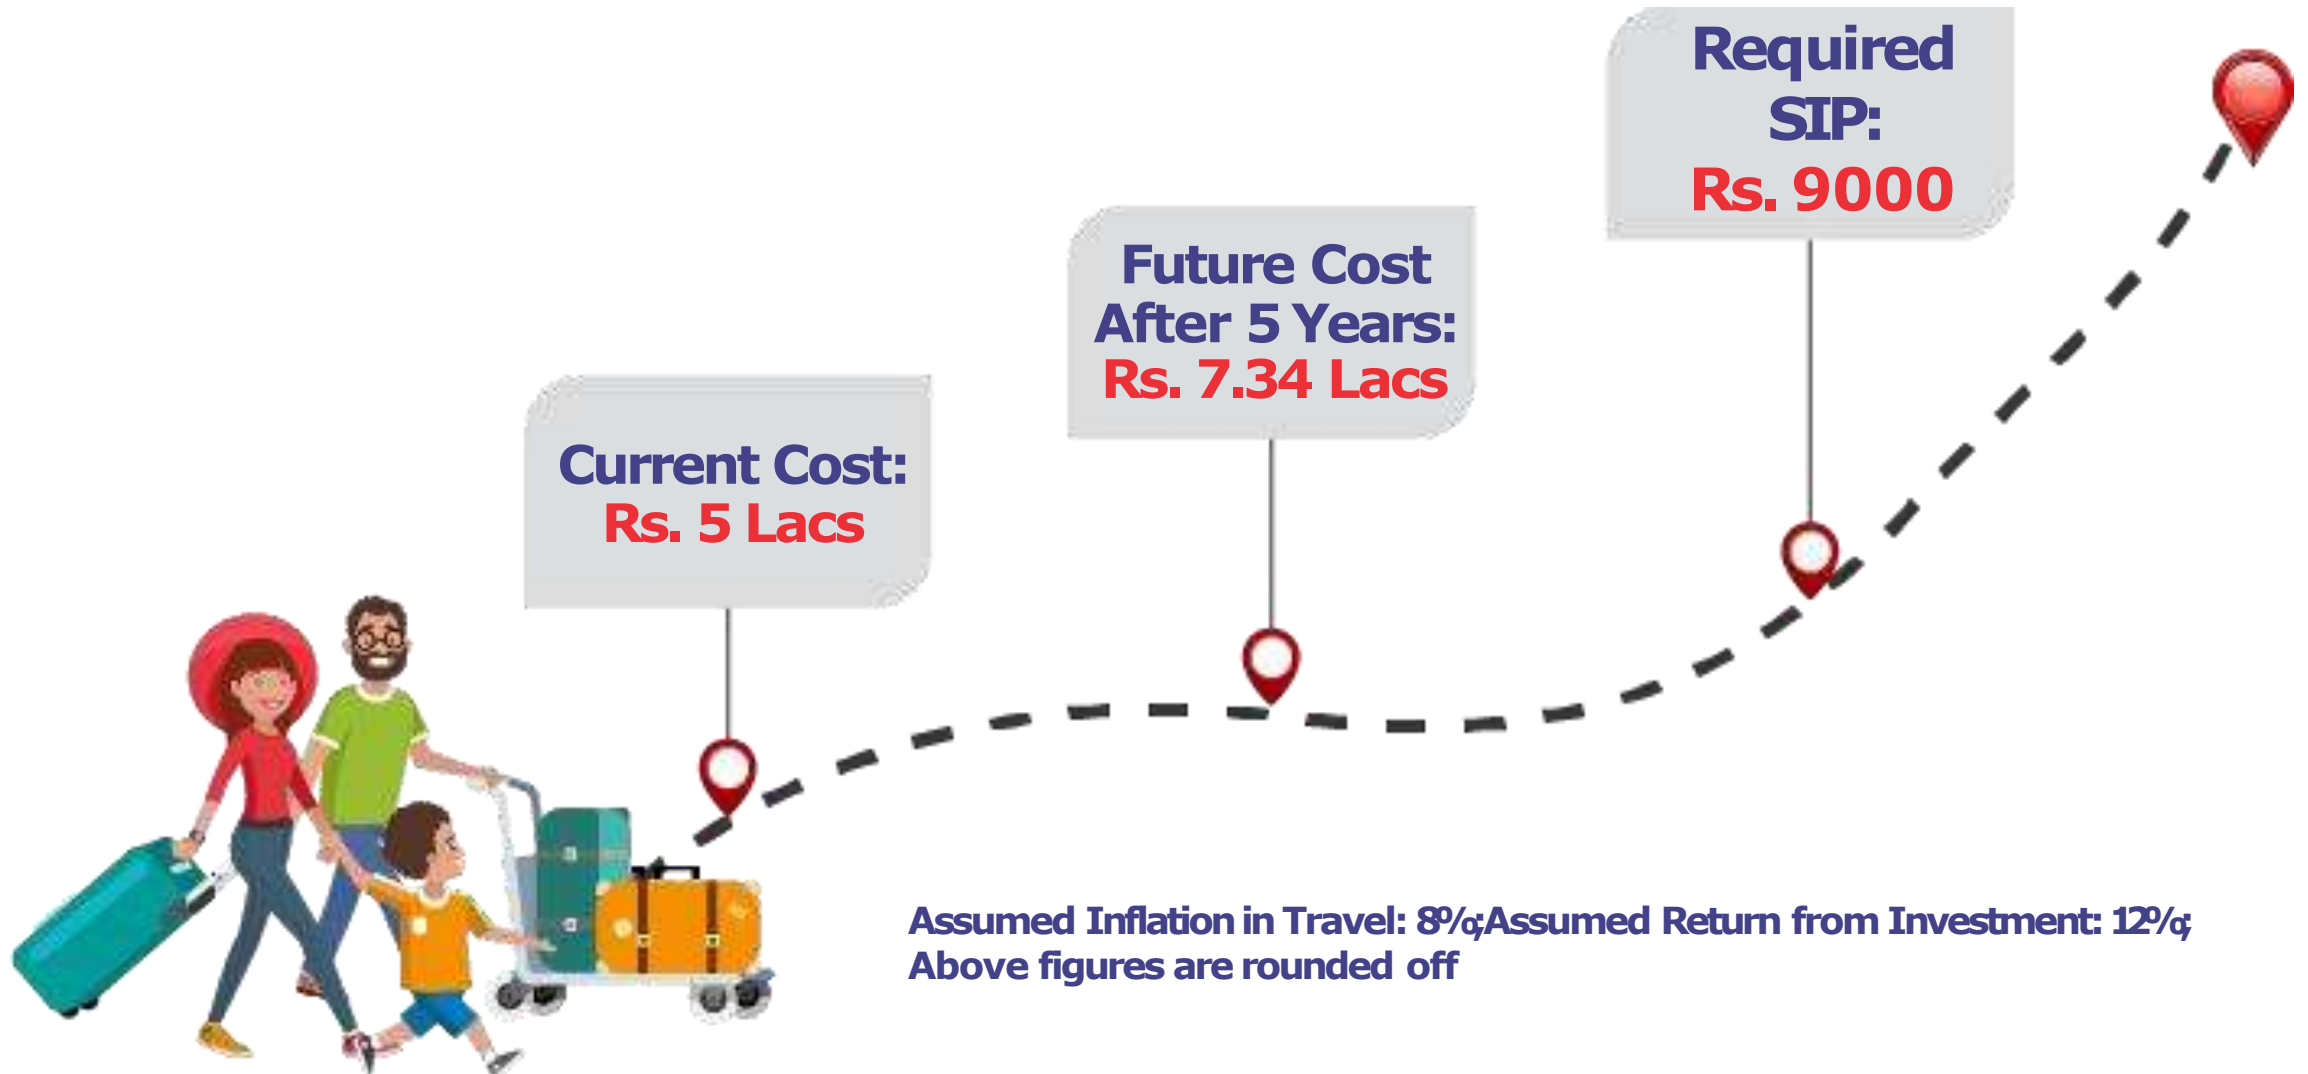 Required
SIP:
Rs. 9000
Future Cost
After 5 Years:
Rs. 7.34 Lacs
Current Cost:
Rs. 5 Lacs
Assumed Inflation in Travel: 8%;Assumed Return from Investment: 12%;
Above figures are rounded off